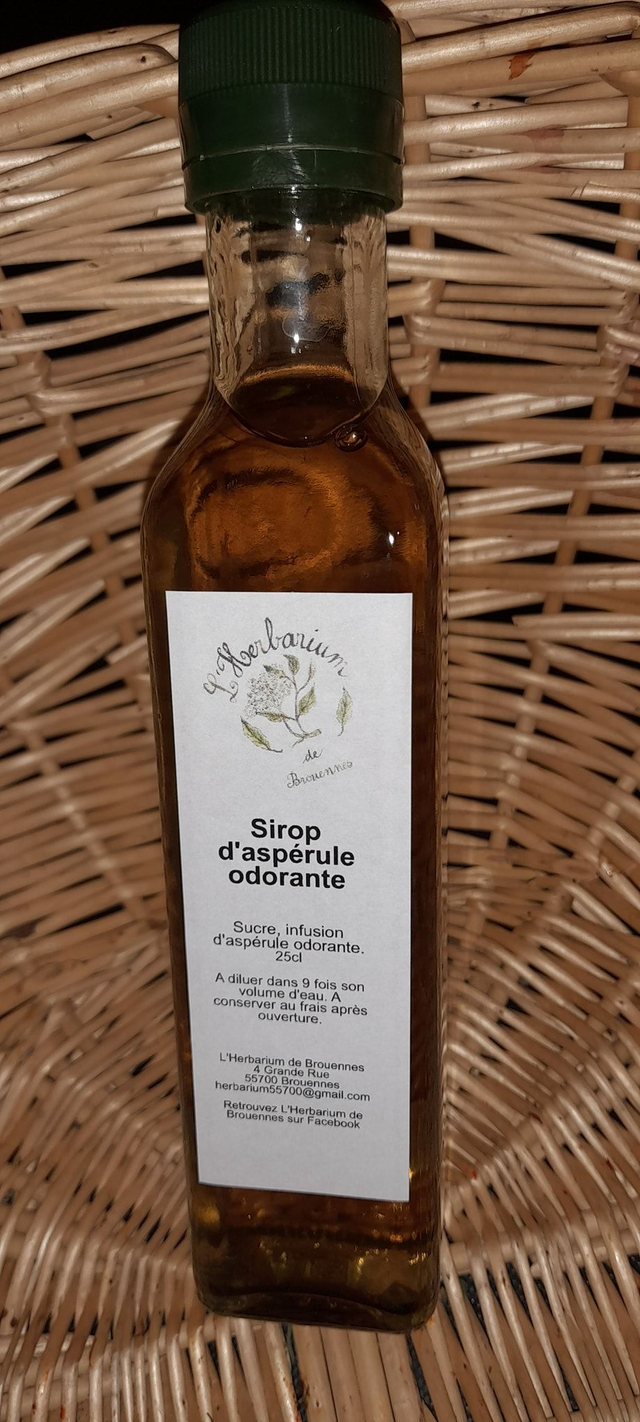 L'Herbarium
de
Brouennes
Sirop
d'aspérule
odorante
Sucre, infusion
d'aspérule odorante.
25cl
A diluer dans 9 fois son
volume d'eau. A
conserver au frais après
ouverture.
L'Herbarium de Brouennes
4 Grande Rue
55700 Brouennes
herbarium55700@gmail.com
Retrouvez L'Herbarium de
Brouennes sur Facebook